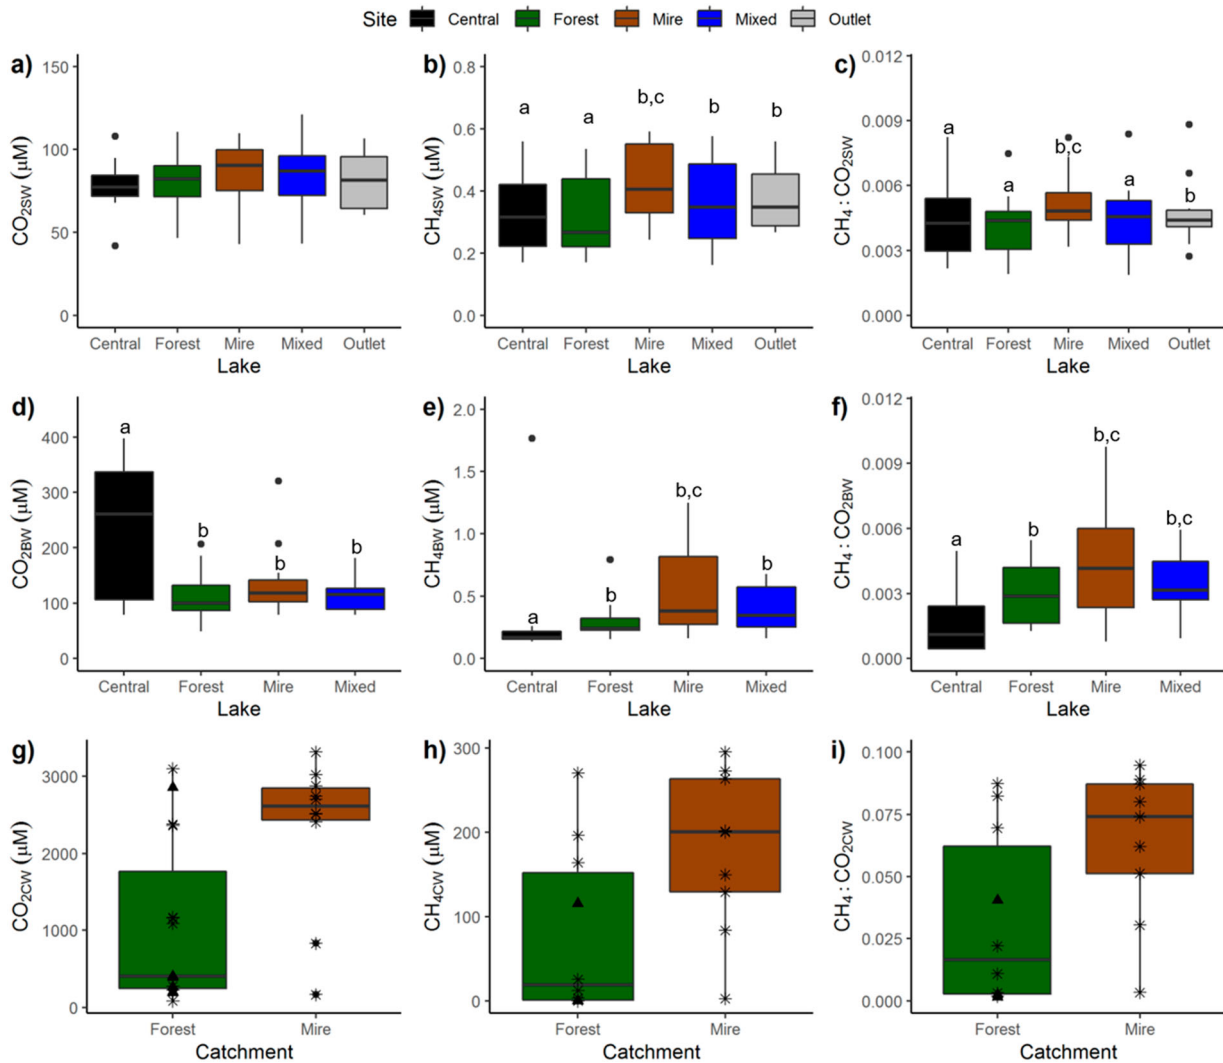 Site Central Forest Mire Mixed Outlet
a) b) c)
CO2SW (μM)
150
100
50
0
Central Forest Mire Mixed Outlet
Lake
CH4SW (μM)
0.8
0.6
0.4
0.2
0.0
a a b,c b b
Central Forest Mire Mixed Outlet
Lake
CH4 : CO2SW
0.012
0.009
0.006
0.003
0.000
a a b,c a b
Central Forest Mire Mixed Outlet
Lake
d) e) f)
CO2BW (μM)
400
300
200
100
0
a b b b
Central Forest Mire Mixed
Lake
CH4BW (μM)
2.0
1.5
1.0
0.5
0.0
a b b,c b
Central Forest Mire Mixed
Lake
CH4 : CO2BW
0.012
0.009
0.006
0.003
0.000
a b b,c b,c
Central Forest Mire Mixed
Lake
g) h) i)
CO2CW (μM)
3000
2000
1000
0
Forest Mire
Catchment
CH4CW (μM)
300
200
100
0
Forest Mire
Catchment
CH4 : CO2CW
0.100
0.075
0.050
0.025
0.000
Forest Mire
Catchment